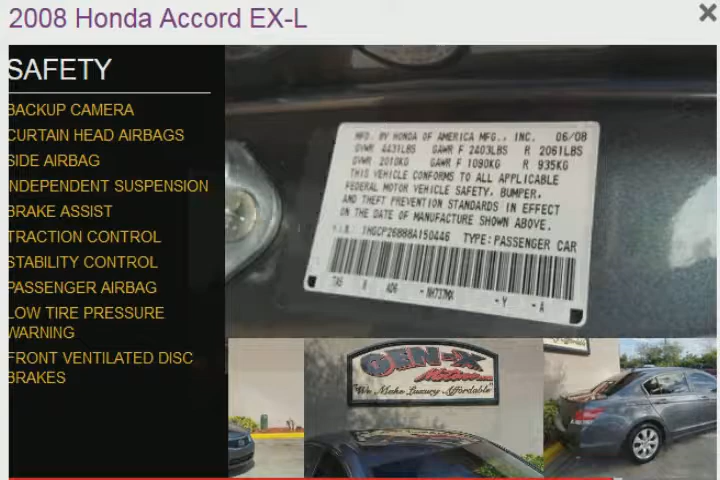 2008 Honda Accord EX-L
SAFETY
BACKUP CAMERA
CURTAIN HEAD AIRBAGS
SIDE AIRBAG
NDEPENDENT SUSPENSION
BRAKE ASSIST
TRACTION CONTROL
STABILITY CONTROL
PASSENGER AIRBAG
LOW TIRE PRESSURE
WARNING
FRONT VENTILATED DISC
BRAKES
MFD. BY HONDA OF AMERICA MFG., INC. 06/08
GVWR 4431LBS GAWR F 2403LBS R 2061LBS
GVWR 2010KG GAWR F 1090KG R 935KG
THIS VEHICLE CONFORMS TO ALL APPLICABLE
FEDERAL MOTOR VEHICLE SAFETY, BUMPER,
AND THEFT PREVENTION STANDARDS IN EFFECT
ON THE DATE OF MANUFACTURE SHOWN ABOVE.
V.I.N. 1HGCP26888A150446 TYPE: PASSENGER CAR
NH737MX - Y - A
GEN-X
Motors
"We Make Luxury Affordable"